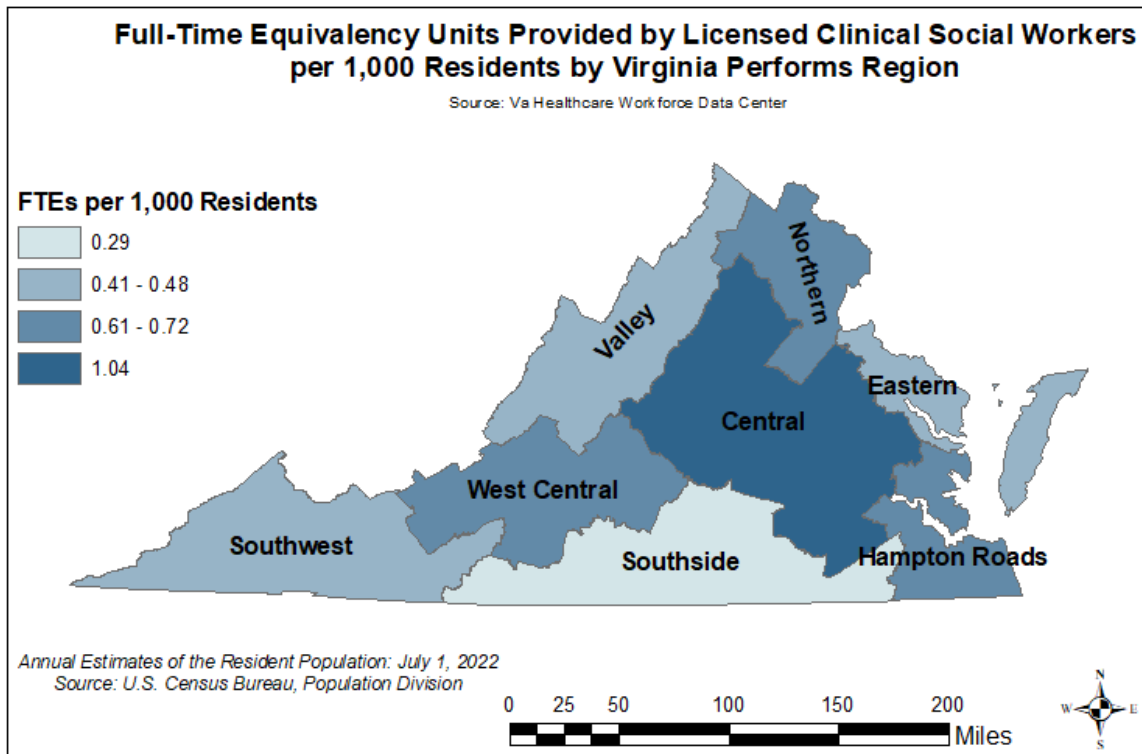 Full-Time Equivalency Units Provided by Licensed Clinical Social Workers
per 1,000 Residents by Virginia Performs Region
Source: Va Healthcare Workforce Data Center
FTEs per 1,000 Residents
0.29
0.41 - 0.48
0.61 - 0.72
1.04
Northern
Valley
Eastern
Central
West Central
Southwest
Southside
Hampton Roads
Annual Estimates of the Resident Population: July 1, 2022
Source: U.S. Census Bureau, Population Division
0 25 50 100 150 200
Miles
N
W E
S